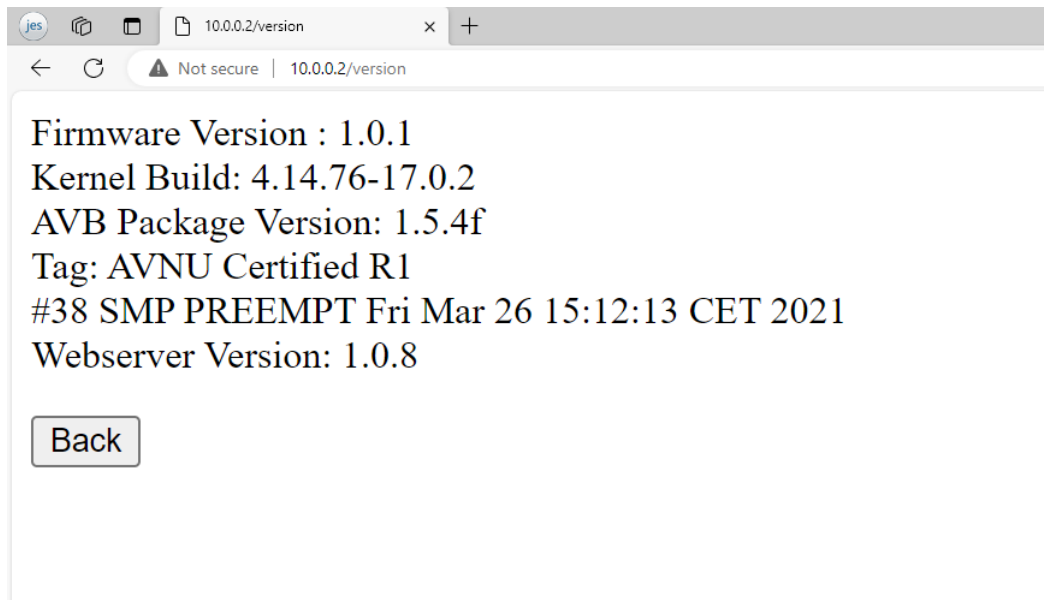 jes
10.0.0.2/version
Not secure | 10.0.0.2/version
Firmware Version : 1.0.1
Kernel Build: 4.14.76-17.0.2
AVB Package Version: 1.5.4f
Tag: AVNU Certified R1
#38 SMP PREEMPT Fri Mar 26 15:12:13 CET 2021
Webserver Version: 1.0.8
Back